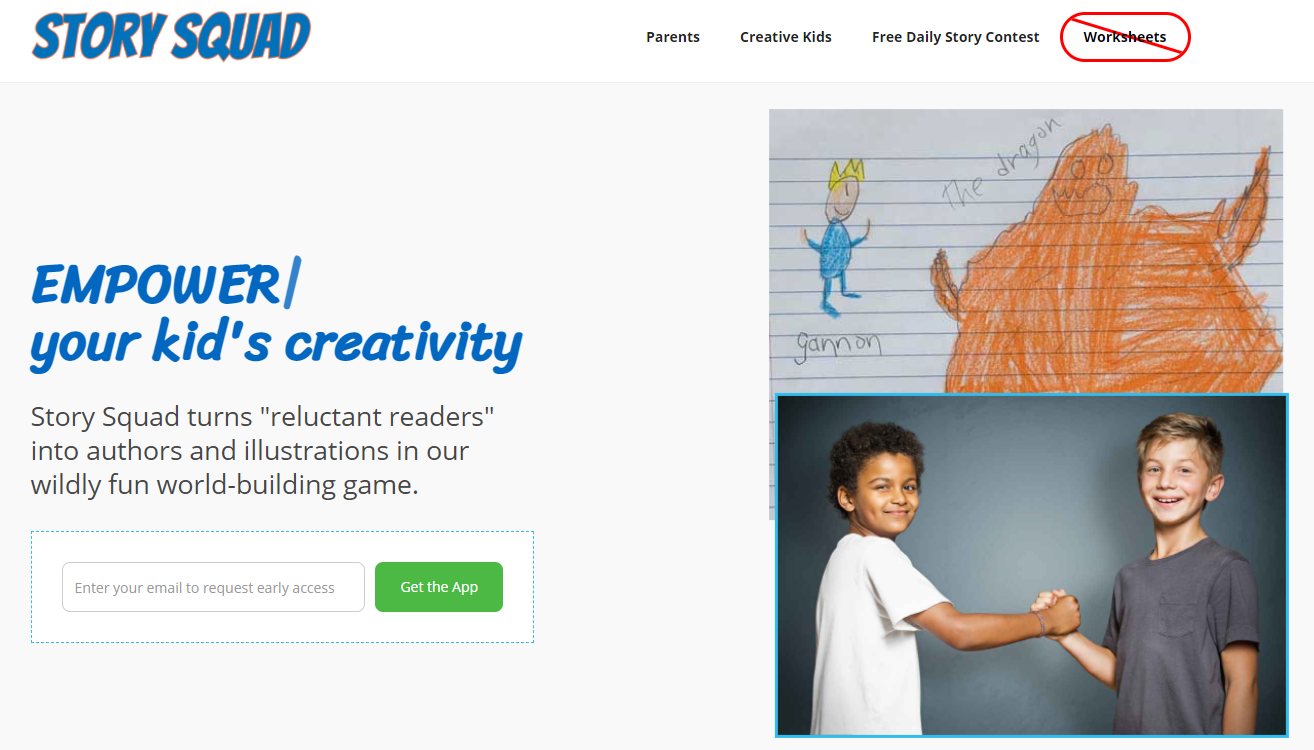 STORY SQUAD
Parents
Creative Kids
Free Daily Story Contest
Worksheets
The dragon
gannon
EMPOWER
your kid's creativity
Story Squad turns "reluctant readers"
into authors and illustrations in our
wildly fun world-building game.
Enter your email to request early access
Get the App